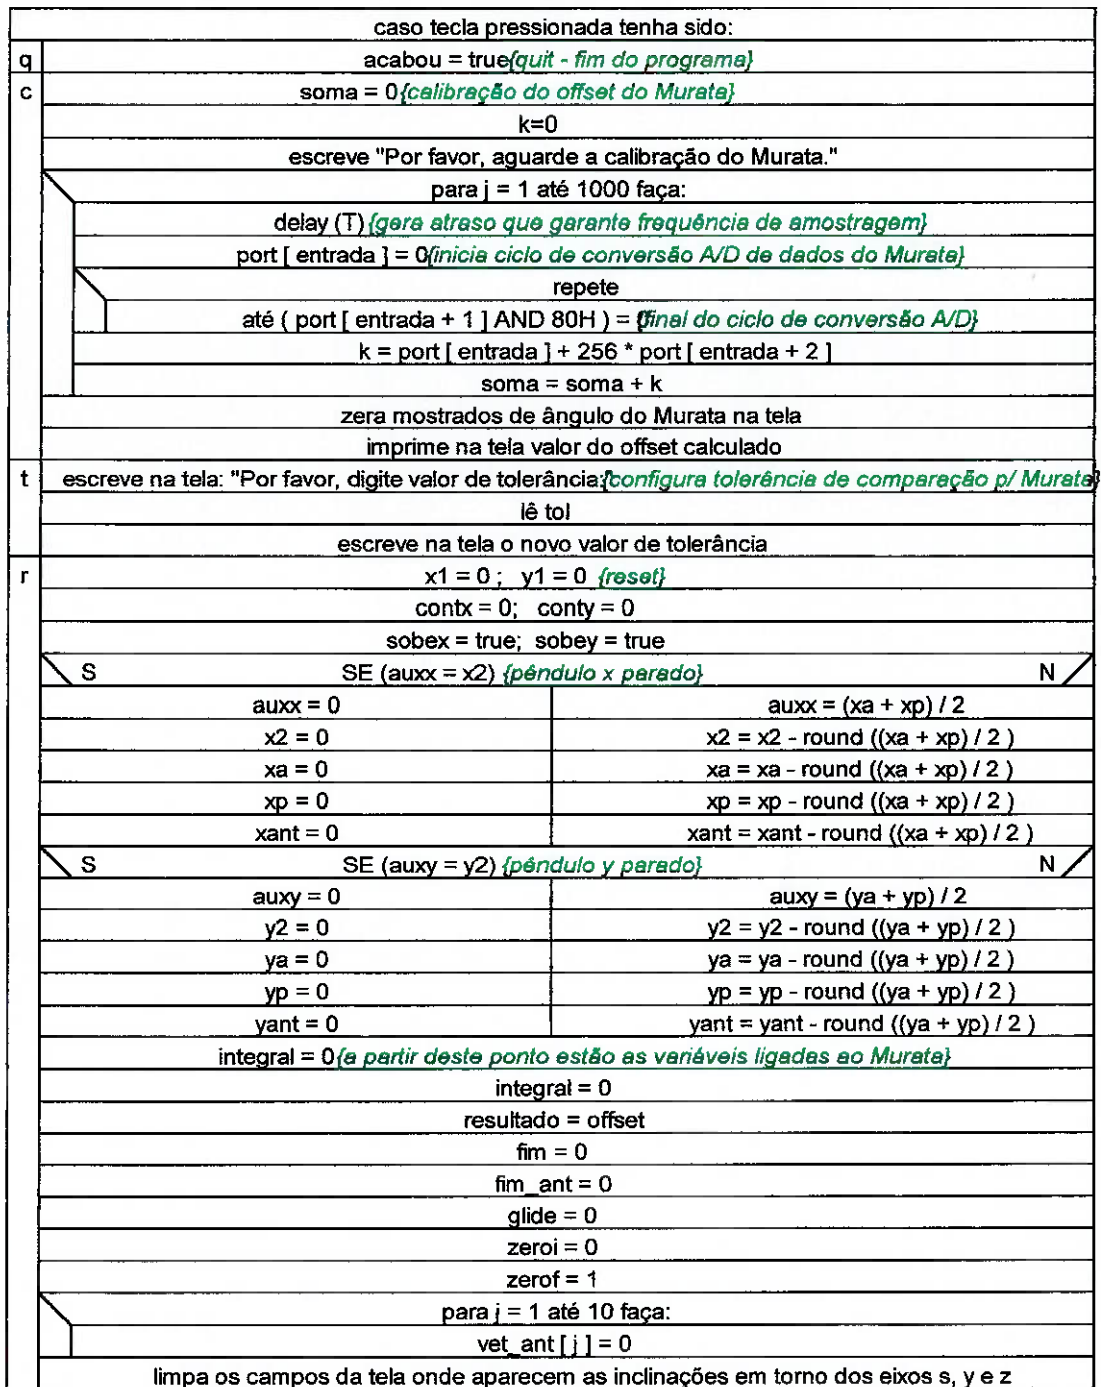 caso tecla pressionada tenha sido:
q acabou = true{quit - fim do programa}
c soma = 0{calibração do offset do Murata}
k=0
escreve "Por favor, aguarde a calibração do Murata."
para j = 1 até 1000 faça:
delay (T) {gera atraso que garante frequência de amostragem}
port [ entrada ] = 0{inicia ciclo de conversão A/D de dados do Murata}
repete
até ( port [ entrada + 1 ] AND 80H ) = {final do ciclo de conversão A/D}
k = port [ entrada ] + 256 * port [ entrada + 2 ]
soma = soma + k
zera mostrados de ângulo do Murata na tela
imprime na tela valor do offset calculado
t escreve na tela: "Por favor, digite valor de tolerância:{configura tolerância de comparação p/ Murata}
lê tol
escreve na tela o novo valor de tolerância
r x1 = 0 ; y1 = 0 {reset}
contx = 0; conty = 0
sobex = true; sobey = true
S SE (auxx = x2) {pêndulo x parado} N
auxx = 0 auxx = (xa + xp) / 2
x2 = 0 x2 = x2 - round ((xa + xp) / 2 )
xa = 0 xa = xa - round ((xa + xp) / 2 )
xp = 0 xp = xp - round ((xa + xp) / 2 )
xant = 0 xant = xant - round ((xa + xp) / 2 )
S SE (auxy = y2) {pêndulo y parado} N
auxy = 0 auxy = (ya + yp) / 2
y2 = 0 y2 = y2 - round ((ya + yp) / 2 )
ya = 0 ya = ya - round ((ya + yp) / 2 )
yp = 0 yp = yp - round ((ya + yp) / 2 )
yant = 0 yant = yant - round ((ya + yp) / 2 )
integral = 0{a partir deste ponto estão as variáveis ligadas ao Murata}
integral = 0
resultado = offset
fim = 0
fim_ant = 0
glide = 0
zeroi = 0
zerof = 1
para j = 1 até 10 faça:
vet_ant [ j ] = 0
limpa os campos da tela onde aparecem as inclinações em torno dos eixos s, y e z